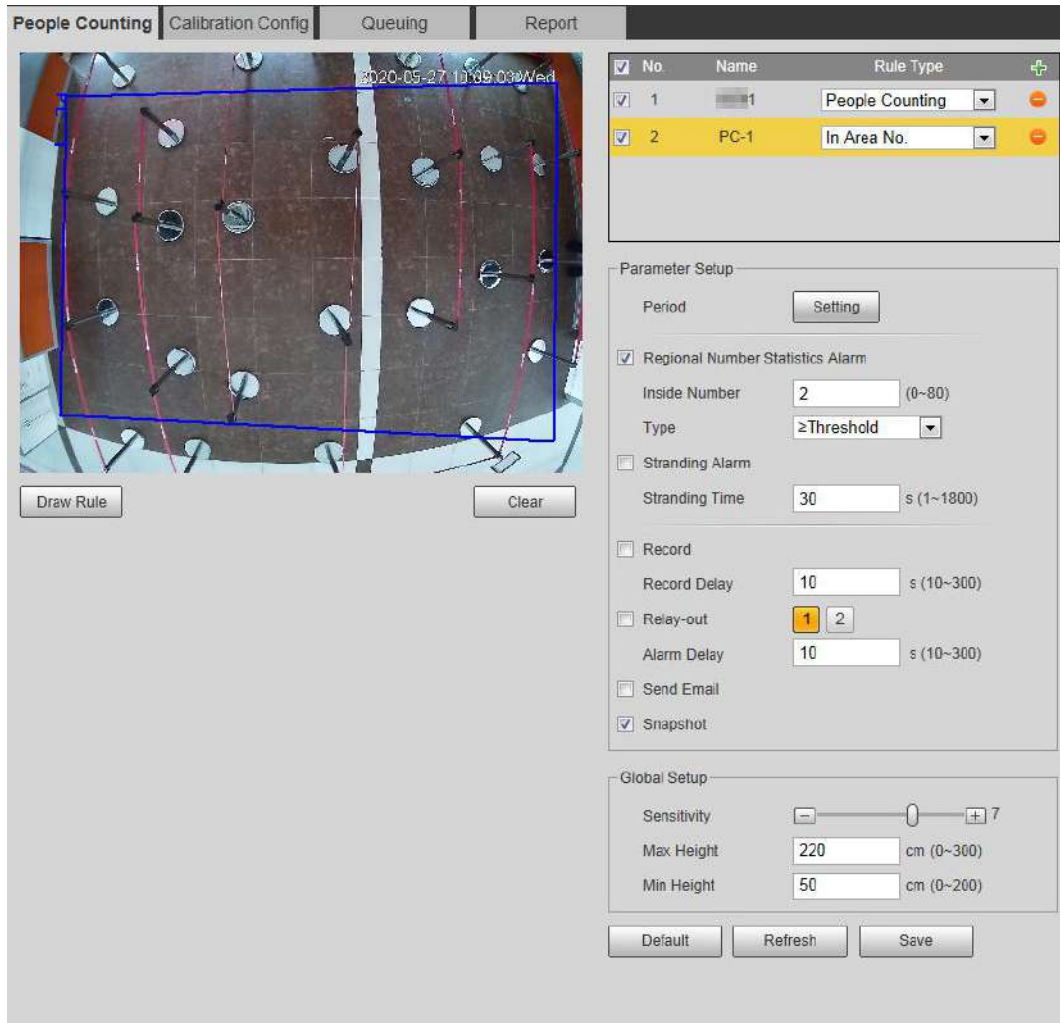 People Counting Calibration Config Queuing Report
2020-05-27 10:09:03 Wed
No. Name Rule Type
1 1 People Counting
2 PC-1 In Area No.
Parameter Setup
Period Setting
Regional Number Statistics Alarm
Inside Number 2 (0~80)
Type ≥Threshold
Stranding Alarm
Stranding Time 30 s (1~1800)
Draw Rule Clear
Record
Record Delay 10 s (10~300)
Relay-out 1 2
Alarm Delay 10 s (10~300)
Send Email
Snapshot
Global Setup
Sensitivity 7
Max Height 220 cm (0~300)
Min Height 50 cm (0~200)
Default Refresh Save